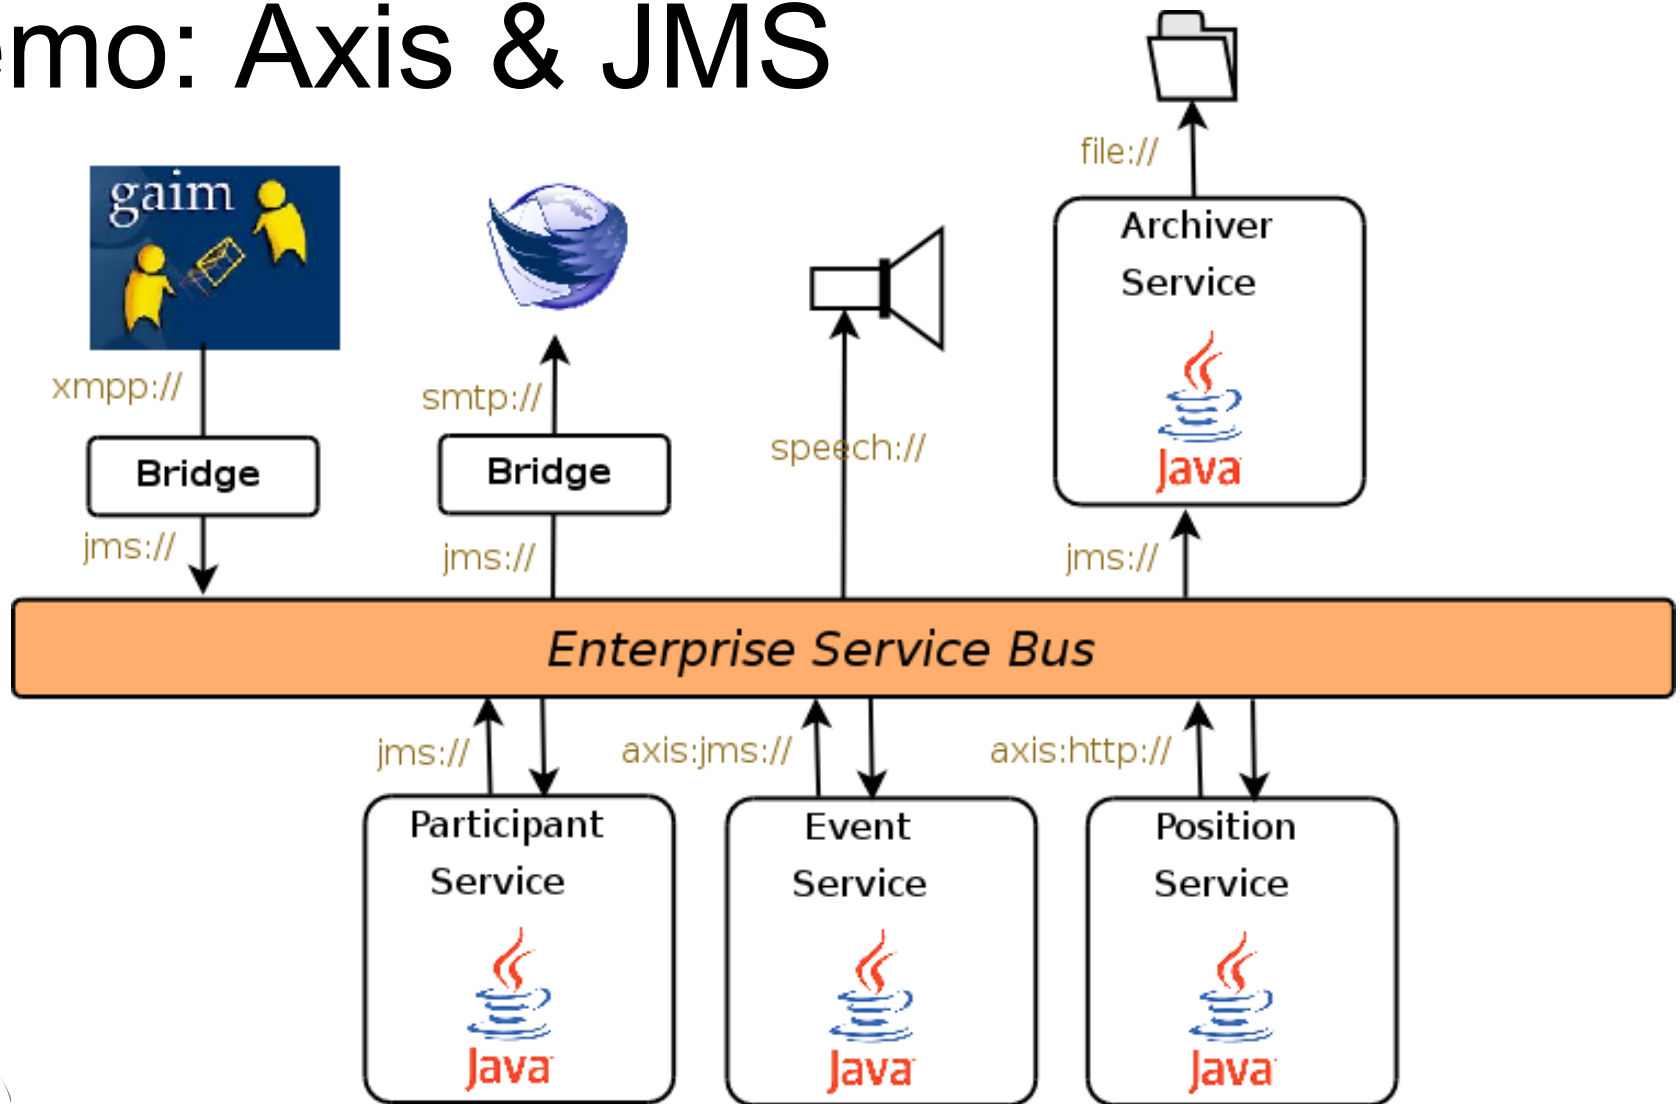 emo: Axis & JMS
file://
gaim
Archiver
Service
Java
xmpp://
smtp://
speech://
Bridge
Bridge
jms://
jms://
jms://
Enterprise Service Bus
jms://
axis:jms://
axis:http://
Participant
Service
Java
Event
Service
Java
Position
Service
Java